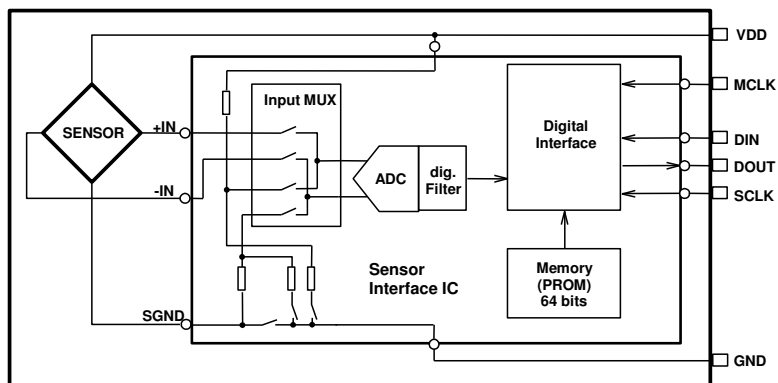 VDD
MCLK
Input MUX
SENSOR
+IN
Digital
Interface
DIN
DOUT
ADC
dig.
Filter
-IN
SCLK
Sensor
Interface IC
Memory
(PROM)
64 bits
SGND
GND